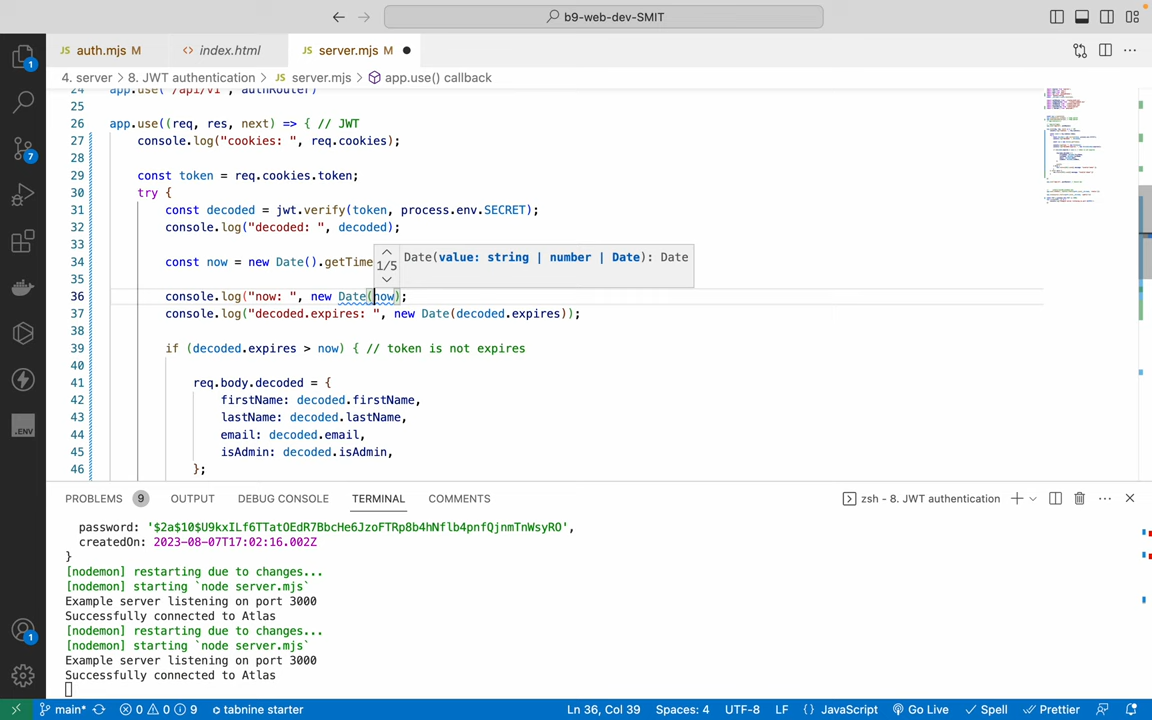 b9-web-dev-SMIT
JS auth.mjs M
<> index.html
JS server.mjs M
4. server > 8. JWT authentication > JS server.mjs > app.use() callback
24 app.use("/api/v1", authRouter)
25
26 app.use((req, res, next) => { // JWT
27 console.log("cookies: ", req.cookies);
28
29 const token = req.cookies.token;
30 try {
31 const decoded = jwt.verify(token, process.env.SECRET);
32 console.log("decoded: ", decoded);
33
34 const now = new Date().getTime
1/5 Date(value: string | number | Date): Date
35
36 console.log("now: ", new Date(now);
37 console.log("decoded.expires: ", new Date(decoded.expires));
38
39 if (decoded.expires > now) { // token is not expires
40
41 req.body.decoded = {
42 firstName: decoded.firstName,
43 lastName: decoded.lastName,
44 email: decoded.email,
45 isAdmin: decoded.isAdmin,
46 };
PROBLEMS 9 OUTPUT DEBUG CONSOLE TERMINAL COMMENTS
zsh - 8. JWT authentication
password: '$2a$10$U9kxILf6TTatOEdR7BbcHe6JzoFTRp8b4hNflb4pnfQjnmTnWsyRO',
createdOn: 2023-08-07T17:02:16.002Z
}
[nodemon] restarting due to changes...
[nodemon] starting `node server.mjs`
Example server listening on port 3000
Successfully connected to Atlas
[nodemon] restarting due to changes...
[nodemon] starting `node server.mjs`
Example server listening on port 3000
Successfully connected to Atlas
1
7
.ENV
1
main* 0 0 9 tabnine starter
Ln 36, Col 39 Spaces: 4 UTF-8 LF {} JavaScript Go Live Spell Prettier